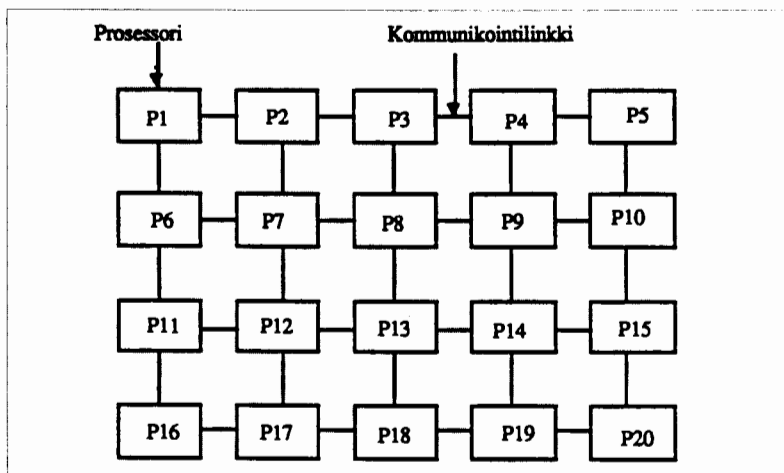 Prosessori Kommunikointilinkki
P1 P2 P3 P4 P5
P6 P7 P8 P9 P10
P11 P12 P13 P14 P15
P16 P17 P18 P19 P20